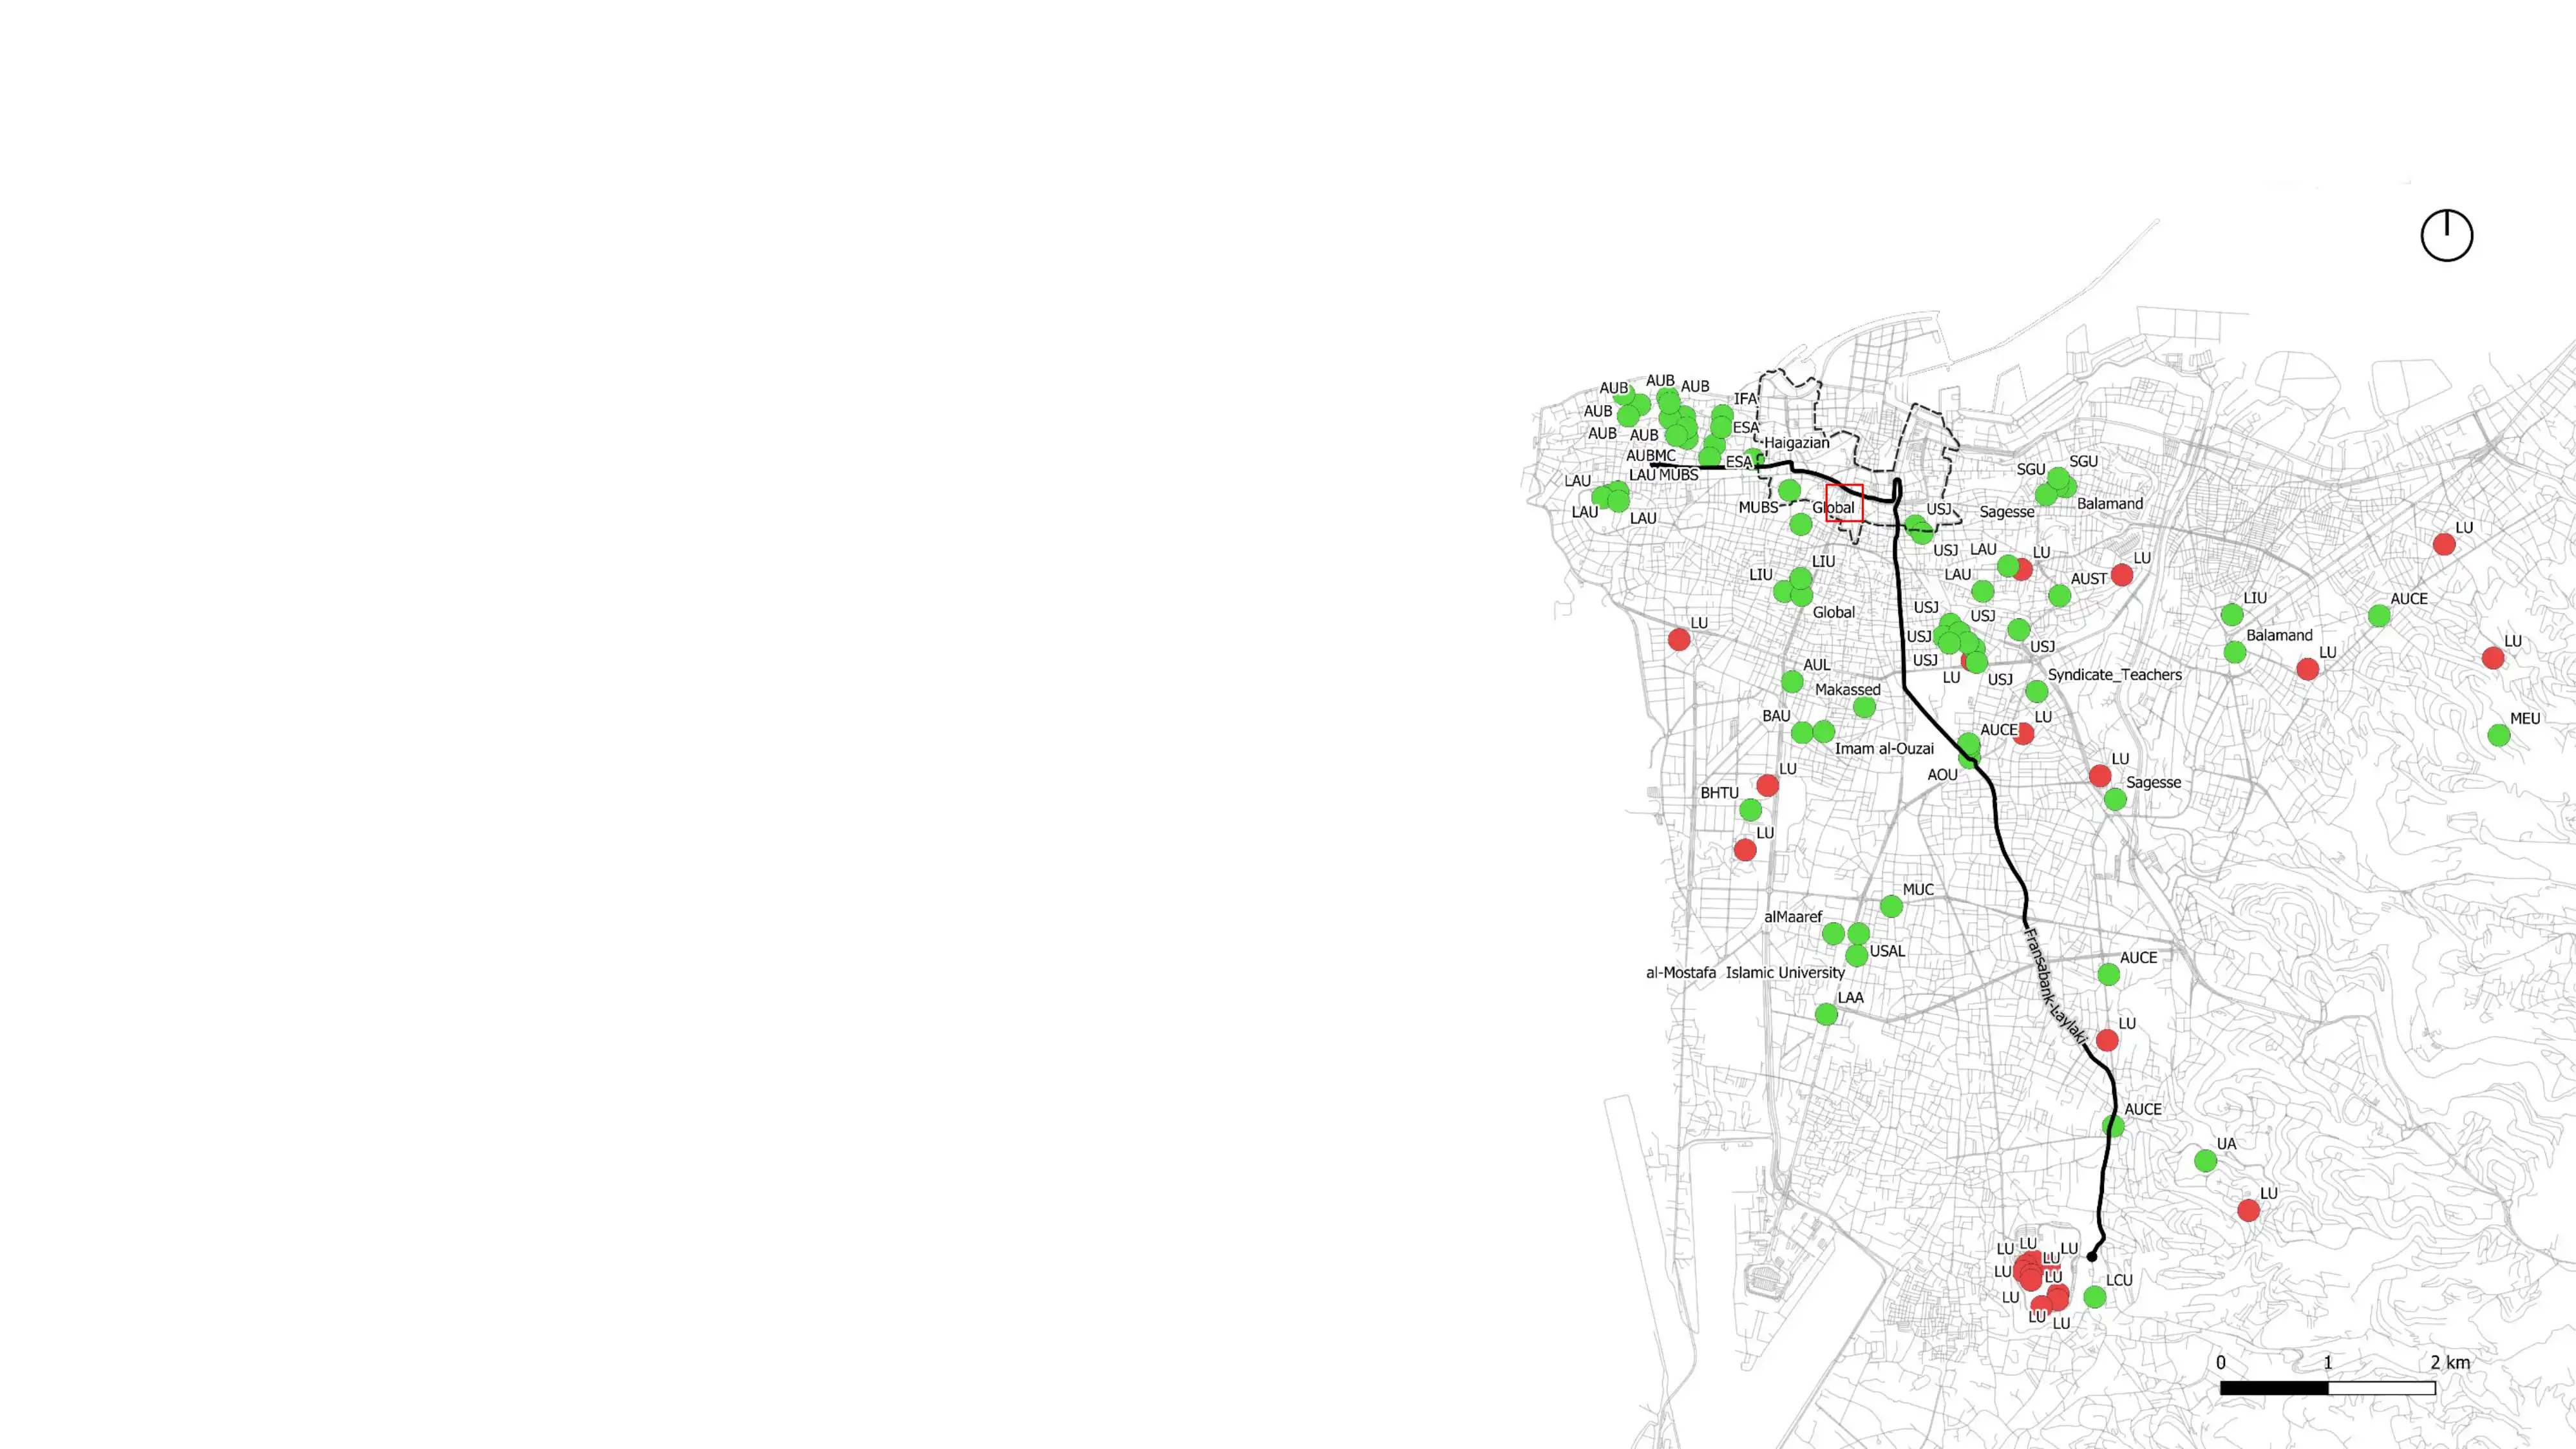 AUB
AUB
AUB
IFA
AUB
ESA
AUB
AUB
Haigazian
AUBMC
ESA
LAU
LAU
MUBS
LAU
LAU
MUBS
Global
USJ
SGU
SGU
Balamand
Sagesse
LU
USJ
LAU
LU
LU
LIU
LIU
LAU
AUST
Global
USJ
USJ
LIU
AUCE
LU
USJ
USJ
Balamand
LU
LU
USJ
LU
USJ
AUL
Syndicate_Teachers
Makassed
BAU
AUCE
LU
MEU
Imam al-Ouzai
AOU
LU
LU
Sagesse
BHTU
LU
MUC
alMaaref
USAL
al-Mostafa Islamic University
Fransabank-Laylaki
AUCE
LAA
LU
AUCE
UA
LU
LU
LU
LU
LU
LU
LU
LCU
LU
LU
LU
0 1 2 km